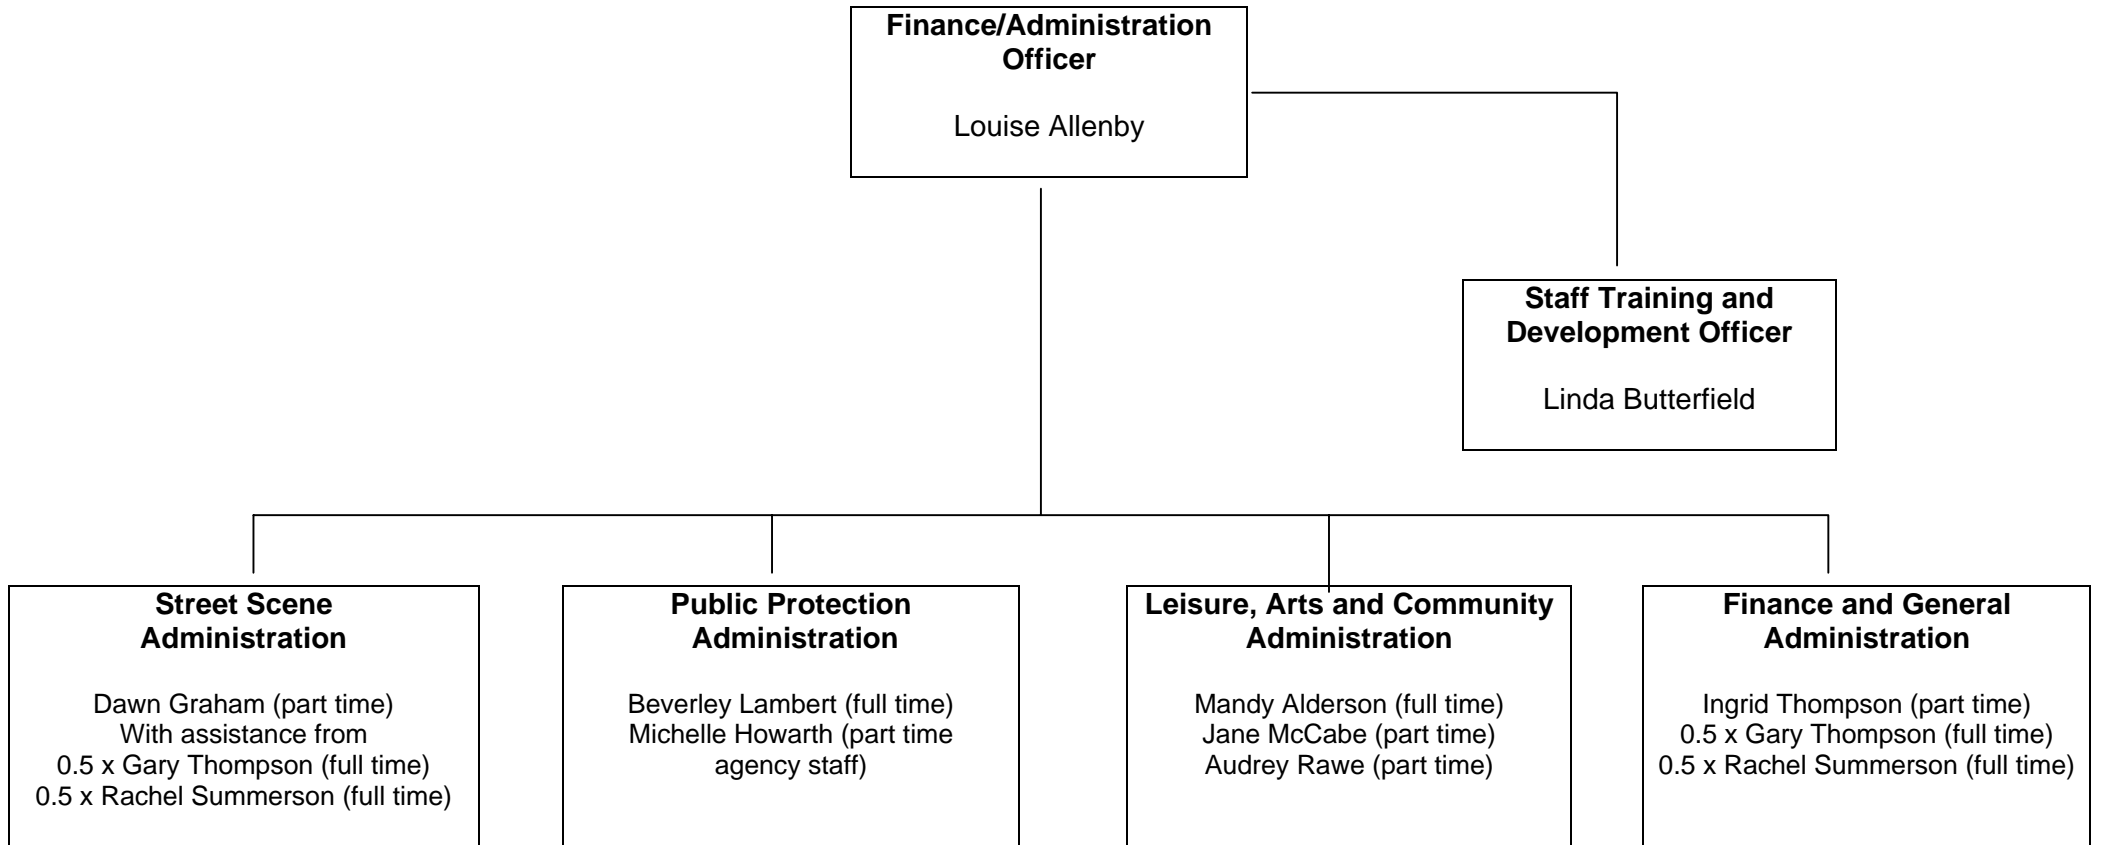 Finance/Administration
Officer
Louise Allenby
Staff Training and
Development Officer
Linda Butterfield
Street Scene
Administration
Dawn Graham (part time)
With assistance from
0.5 x Gary Thompson (full time)
0.5 x Rachel Summerson (full time)
Public Protection
Administration
Beverley Lambert (full time)
Michelle Howarth (part time
agency staff)
Leisure, Arts and Community
Administration
Mandy Alderson (full time)
Jane McCabe (part time)
Audrey Rawe (part time)
Finance and General
Administration
Ingrid Thompson (part time)
0.5 x Gary Thompson (full time)
0.5 x Rachel Summerson (full time)